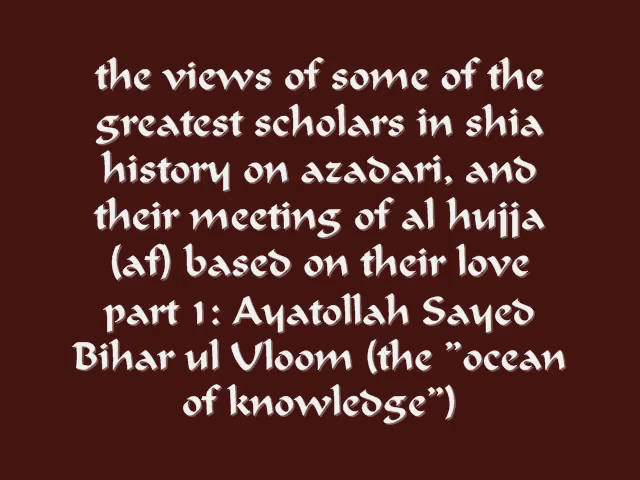 the views of some of the
greatest scholars in shia
history on azadari, and
their meeting of al hujja
(af) based on their love
part 1: Ayatollah Sayed
Bihar ul Uloom (the "ocean
of knowledge")